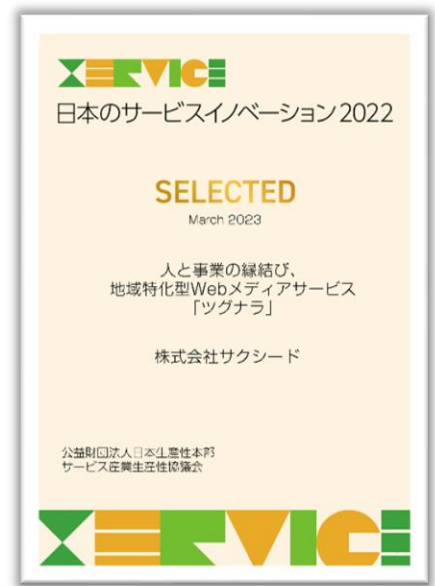 XERVICE
日本のサービスイノベーション2022
SELECTED
March 2023
人と事業の縁結び、
地域特化型Webメディアサービス
「ツグナラ」
株式会社サクシード
公益財団法人日本生産性本部
サービス産業生産性協議会
XERVICE